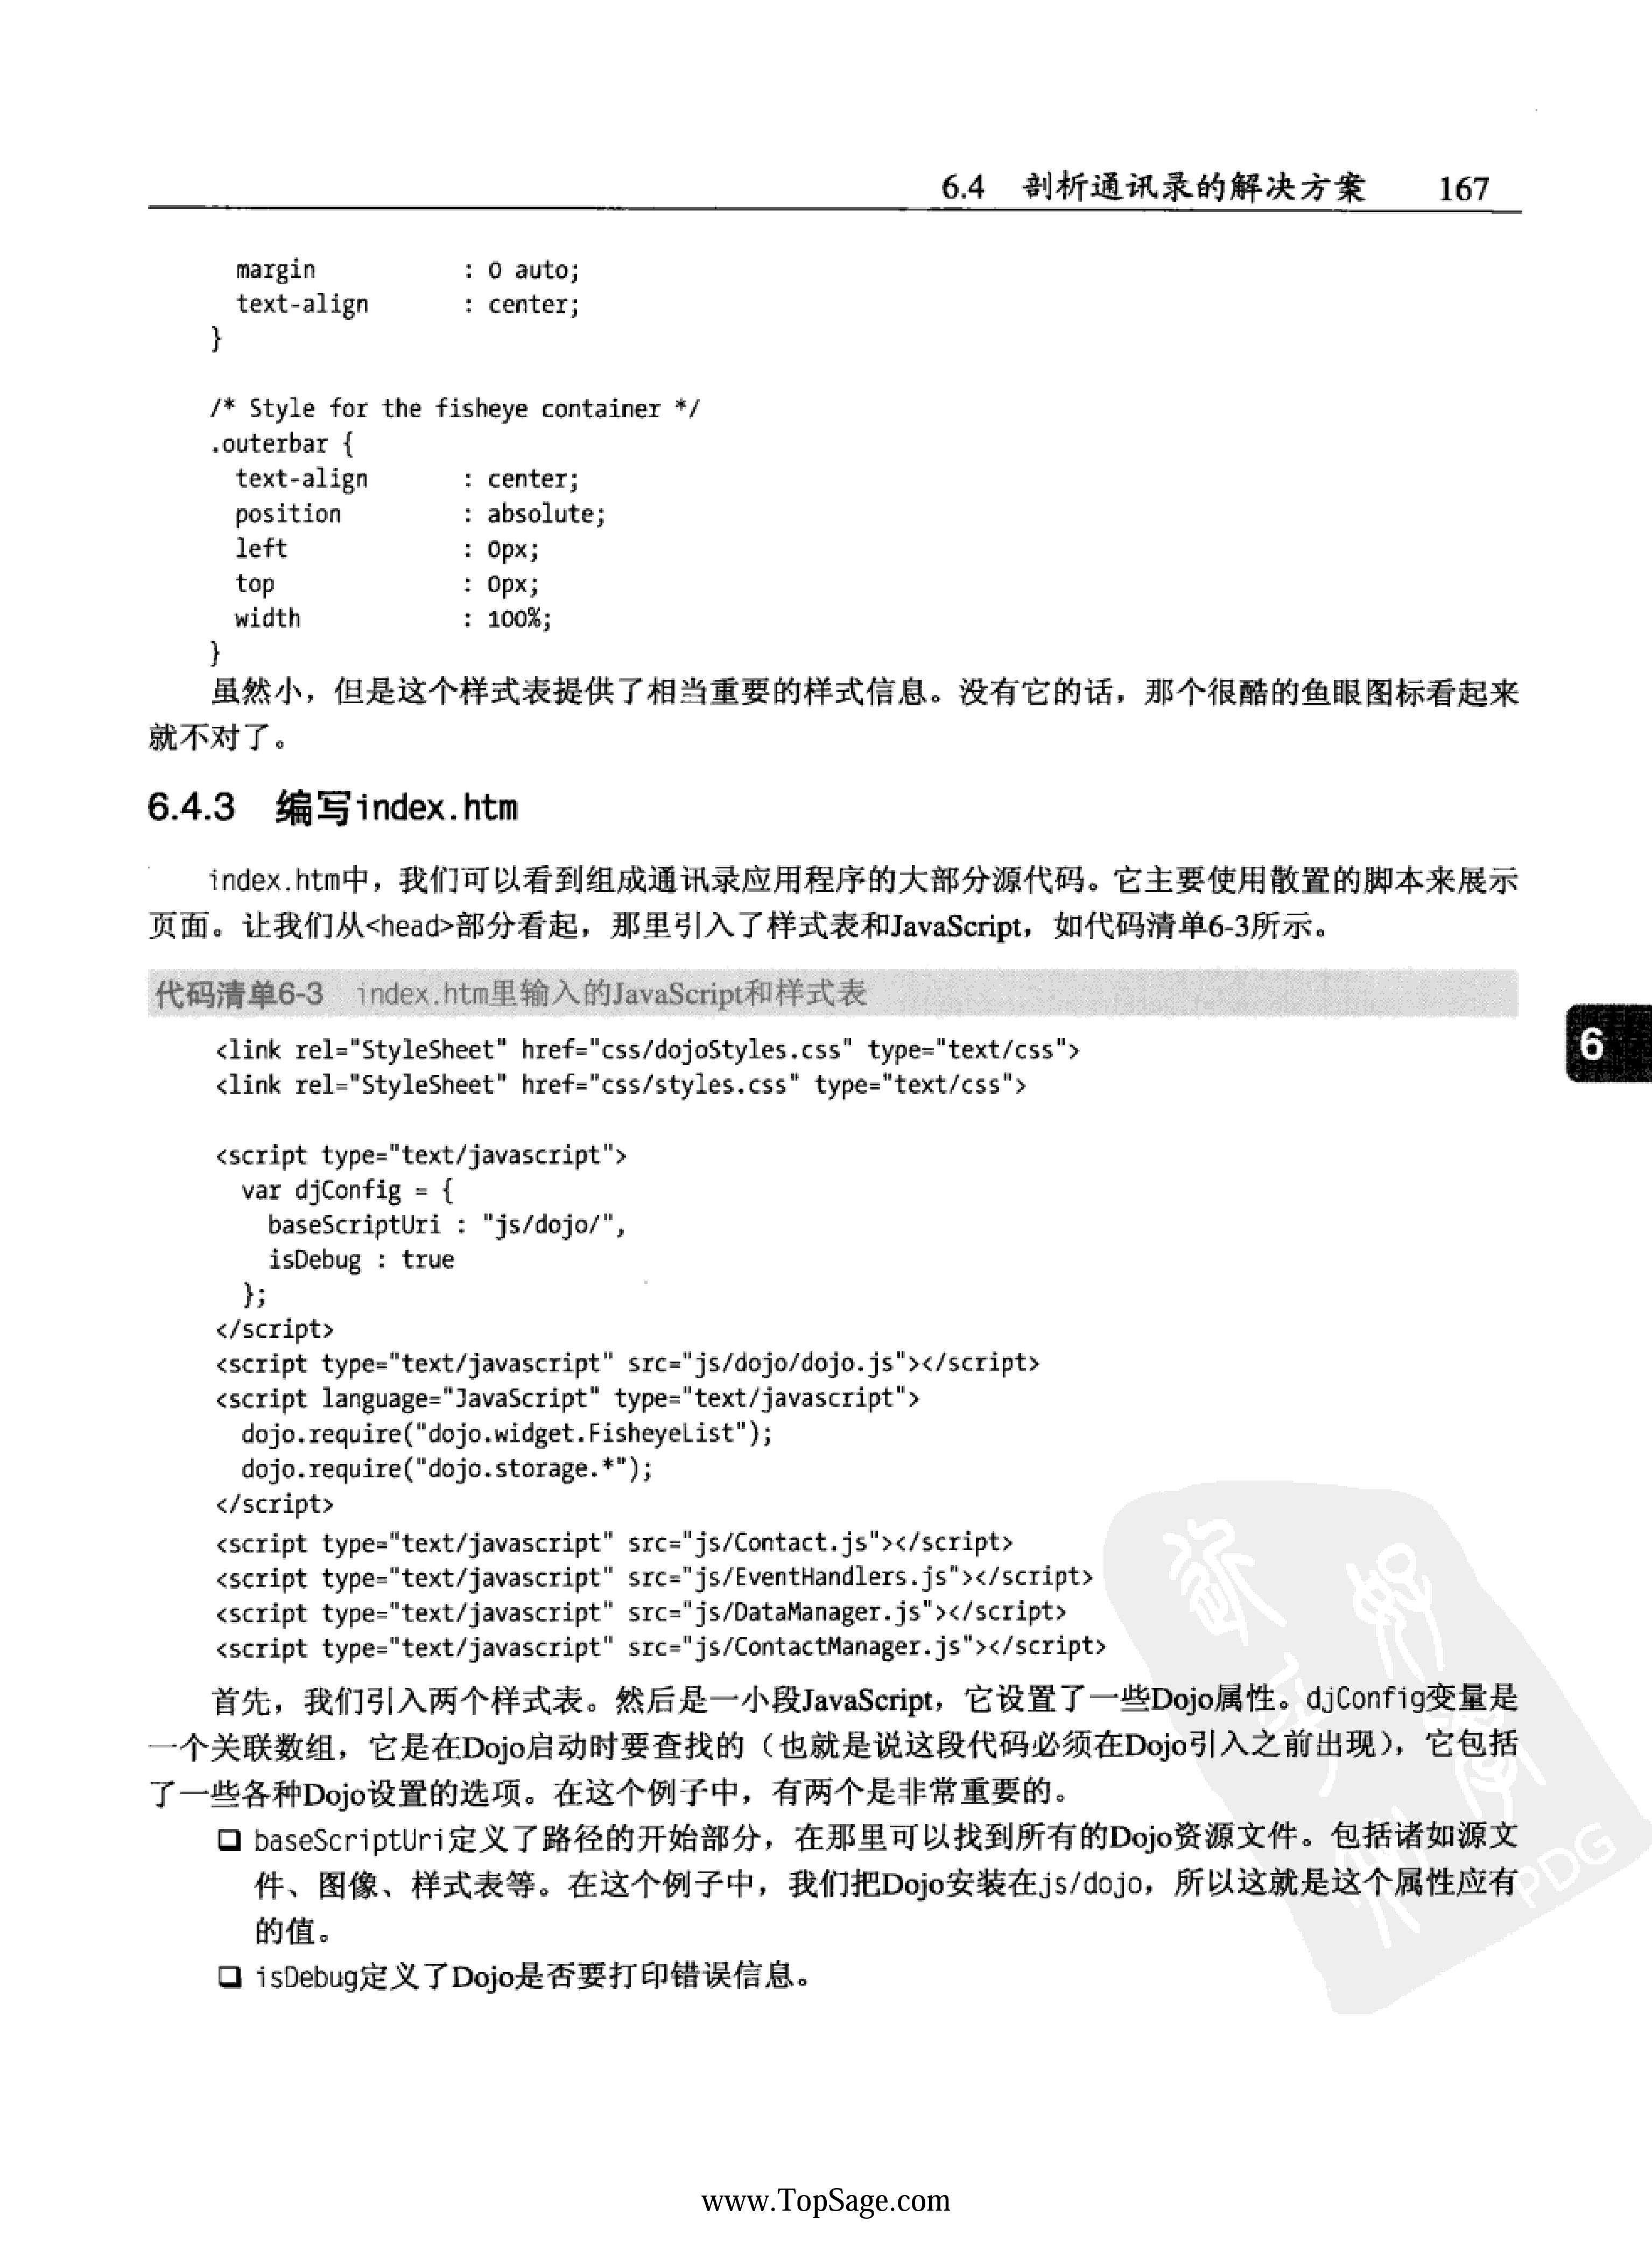 6.4 剖析通讯录的解决方案 167
margin : 0 auto;
text-align : center;
}
/* Style for the fisheye container */
.outerbar {
text-align : center;
position : absolute;
left : 0px;
top : 0px;
width : 100%;
}
虽然小，但是这个样式表提供了相当重要的样式信息。没有它的话，那个很酷的鱼眼图标看起来
就不对了。
6.4.3 编写index.htm
index.htm中，我们可以看到组成通讯录应用程序的大部分源代码。它主要使用散置的脚本来展示
页面。让我们从<head>部分看起，那里引入了样式表和JavaScript，如代码清单6-3所示。
代码清单6-3 index.htm里输入的JavaScript和样式表
<link rel="StyleSheet" href="css/dojoStyles.css" type="text/css">
<link rel="StyleSheet" href="css/styles.css" type="text/css">
6
<script type="text/javascript">
var djConfig = {
baseScriptUri : "js/dojo/",
isDebug : true
};
</script>
<script type="text/javascript" src="js/dojo/dojo.js"></script>
<script language="JavaScript" type="text/javascript">
dojo.require("dojo.widget.FisheyeList");
dojo.require("dojo.storage.*");
</script>
<script type="text/javascript" src="js/Contact.js"></script>
<script type="text/javascript" src="js/EventHandlers.js"></script>
<script type="text/javascript" src="js/DataManager.js"></script>
<script type="text/javascript" src="js/ContactManager.js"></script>
首先，我们引入两个样式表。然后是一小段JavaScript，它设置了一些Dojo属性。djConfig变量是
一个关联数组，它是在Dojo启动时要查找的（也就是说这段代码必须在Dojo引入之前出现），它包括
了一些各种Dojo设置的选项。在这个例子中，有两个是非常重要的。
❑ baseScriptUri定义了路径的开始部分，在那里可以找到所有的Dojo资源文件。包括诸如源文
件、图像、样式表等。在这个例子中，我们把Dojo安装在js/dojo，所以这就是这个属性应有
的值。
❑ isDebug定义了Dojo是否要打印错误信息。
PDG
www.TopSage.com